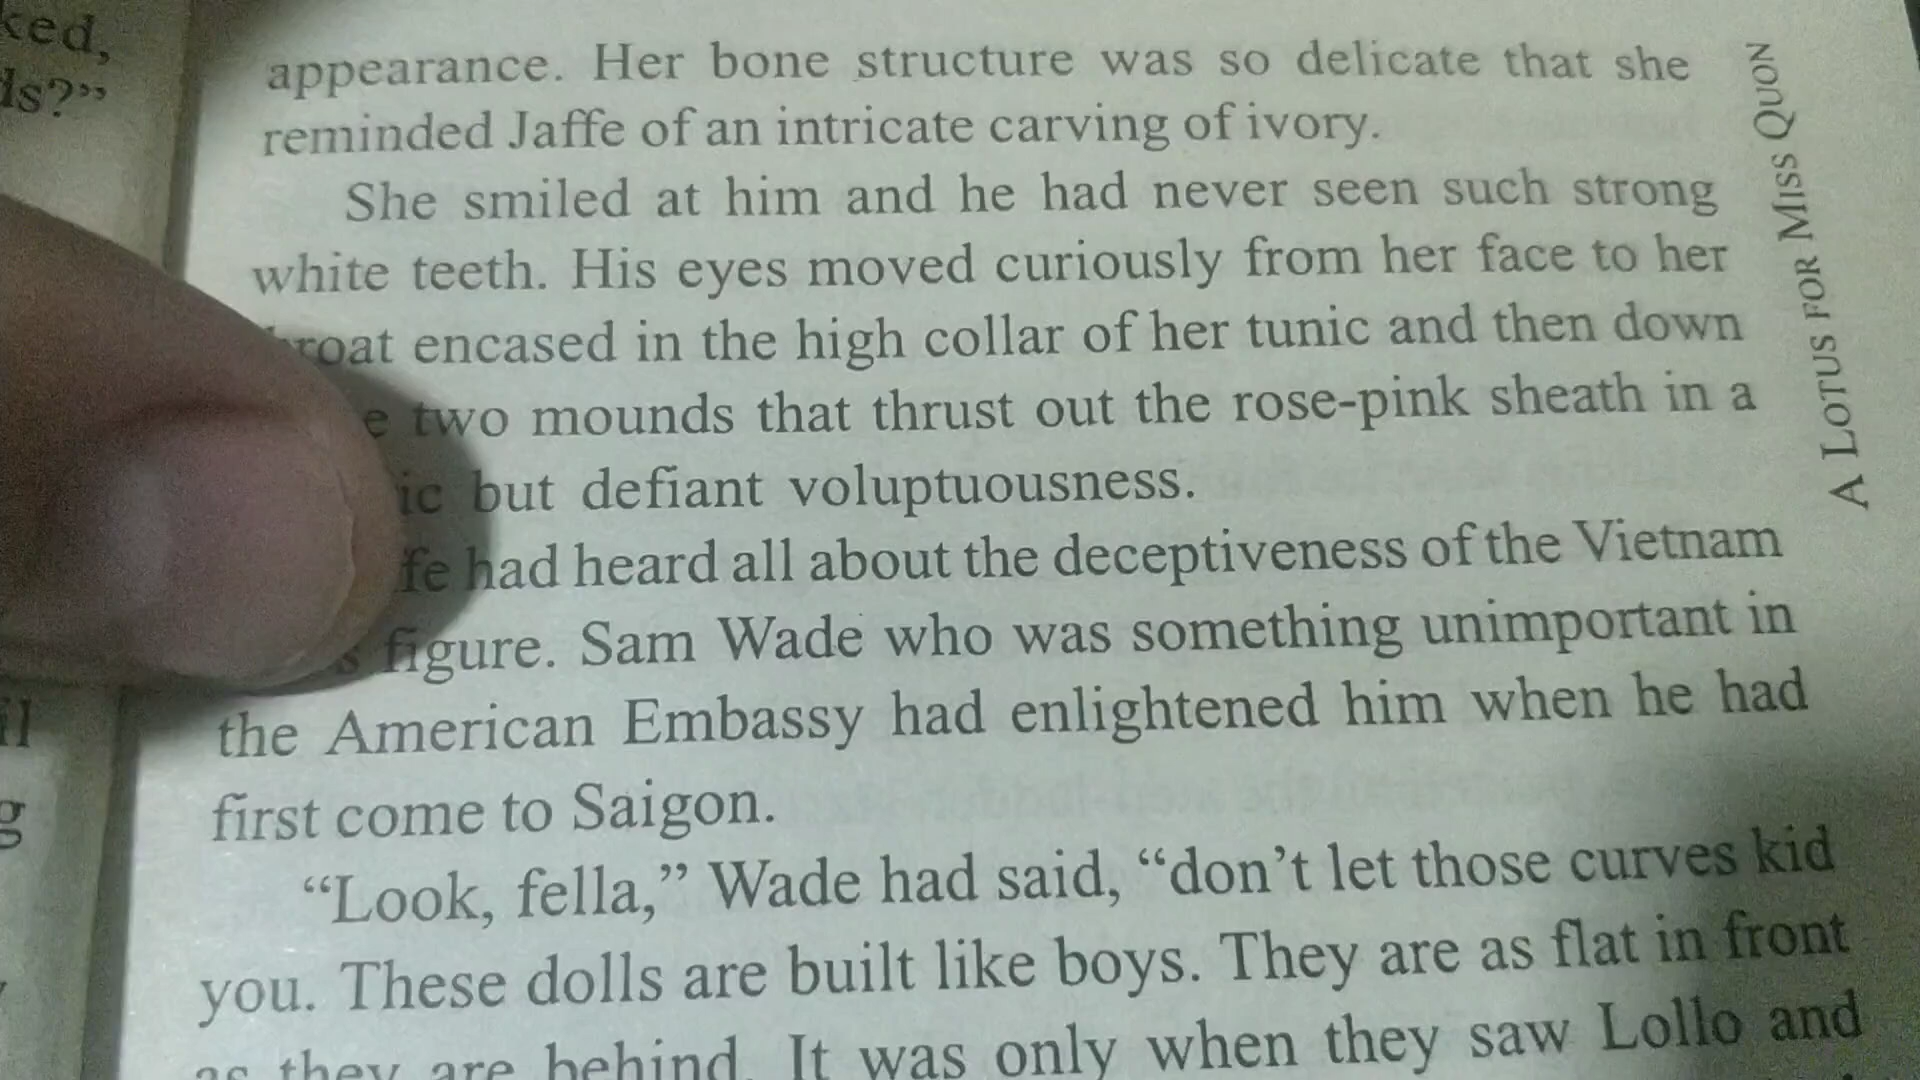 ked,
ds?”
il
g
appearance. Her bone structure was so delicate that she
reminded Jaffe of an intricate carving of ivory.
She smiled at him and he had never seen such strong
white teeth. His eyes moved curiously from her face to her
roat encased in the high collar of her tunic and then down
e two mounds that thrust out the rose-pink sheath in a
ic but defiant voluptuousness.
fe had heard all about the deceptiveness of the Vietnam
s figure. Sam Wade who was something unimportant in
the American Embassy had enlightened him when he had
first come to Saigon.
“Look, fella,” Wade had said, “don’t let those curves kid
you. These dolls are built like boys. They are as flat in front
as they are behind. It was only when they saw Lollo and
A LOTUS FOR MISS QUON